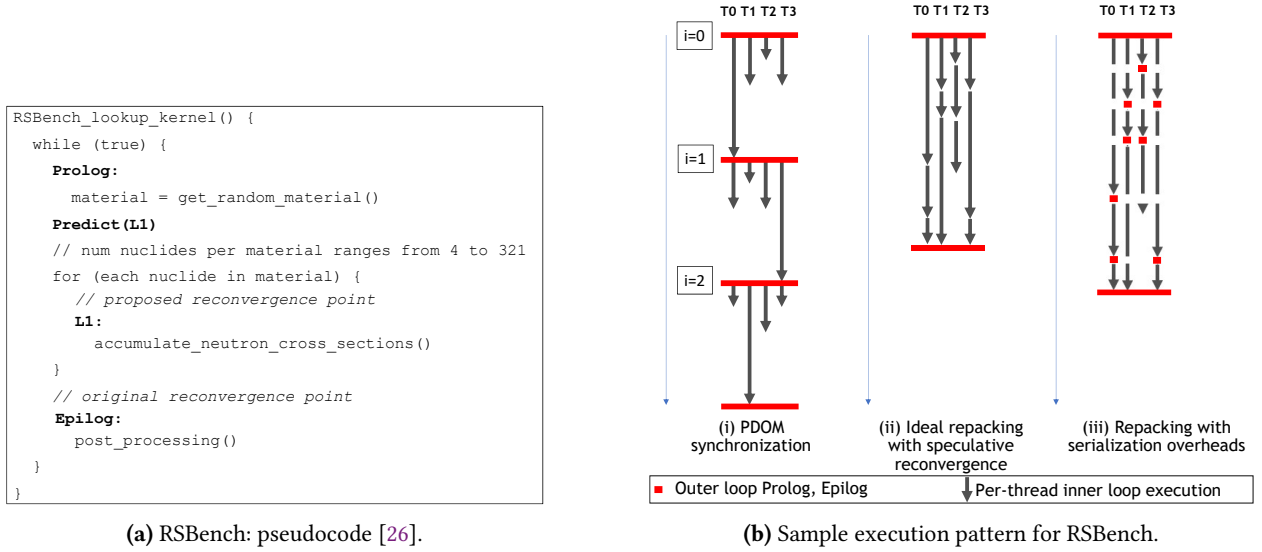 RSBench_lookup_kernel() {
while (true) {
Prolog:
material = get_random_material()
Predict(L1)
// num nuclides per material ranges from 4 to 321
for (each nuclide in material) {
// proposed reconvergence point
L1:
accumulate_neutron_cross_sections()
}
// original reconvergence point
Epilog:
post_processing()
}
}
(a) RSBench: pseudocode [26].
T0 T1 T2 T3
i=0
i=1
i=2
(i) PDOM
synchronization
T0 T1 T2 T3
(ii) Ideal repacking
with speculative
reconvergence
T0 T1 T2 T3
(iii) Repacking with
serialization overheads
Outer loop Prolog, Epilog
Per-thread inner loop execution
(b) Sample execution pattern for RSBench.